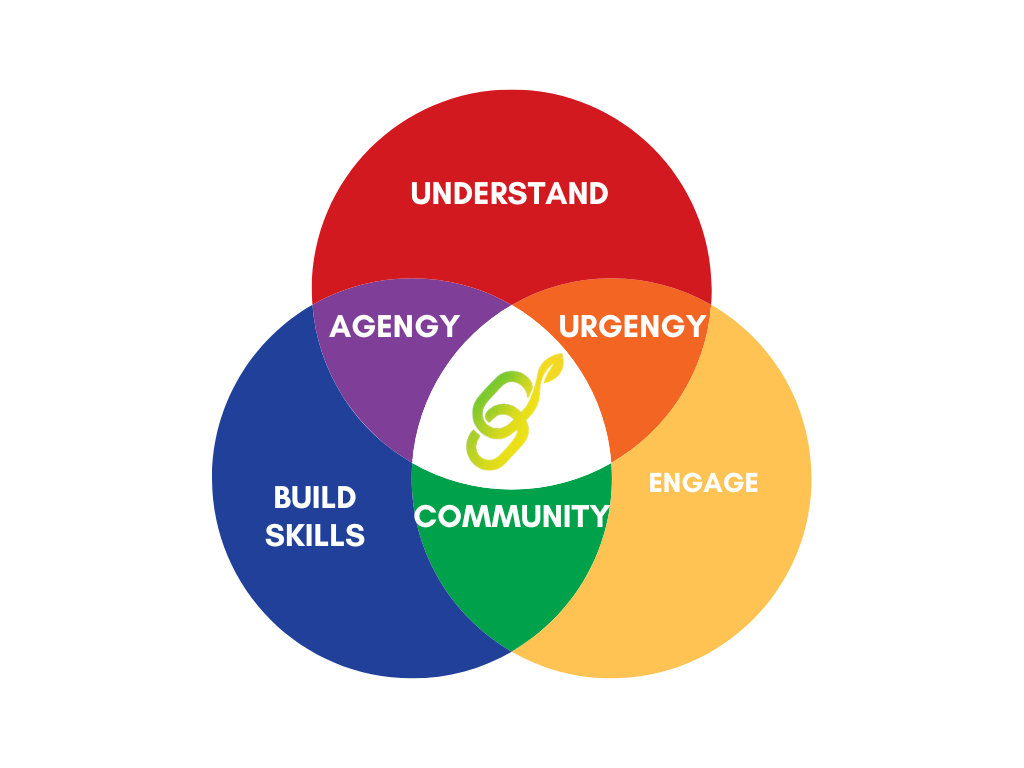 UNDERSTAND
AGENGY
URGENGY
BUILD
SKILLS
ENGAGE
COMMUNITY